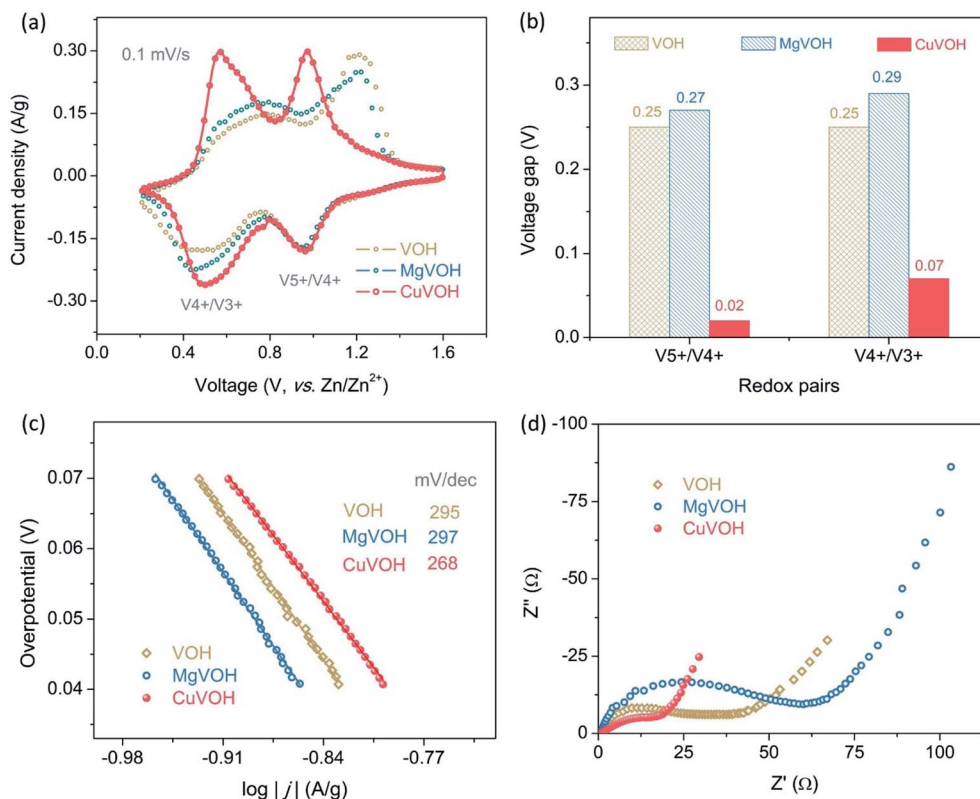 (a)
0.1 mV/s
0.30
0.15
0.00
-0.15
-0.30
Current density (A/g)
V4+/V3+
V5+/V4+
VOH
MgVOH
CuVOH
0.0 0.4 0.8 1.2 1.6
Voltage (V, vs. Zn/Zn²⁺)
(b)
VOH MgVOH CuVOH
0.3
0.2
0.1
0.0
Voltage gap (V)
0.25 0.27 0.02
0.25 0.29 0.07
V5+/V4+ V4+/V3+
Redox pairs
(c)
0.07
0.06
0.05
0.04
Overpotential (V)
mV/dec
VOH 295
MgVOH 297
CuVOH 268
VOH
MgVOH
CuVOH
-0.98 -0.91 -0.84 -0.77
log | j | (A/g)
(d)
-100
-75
-50
-25
0
Z'' (Ω)
VOH
MgVOH
CuVOH
0 25 50 75 100
Z' (Ω)